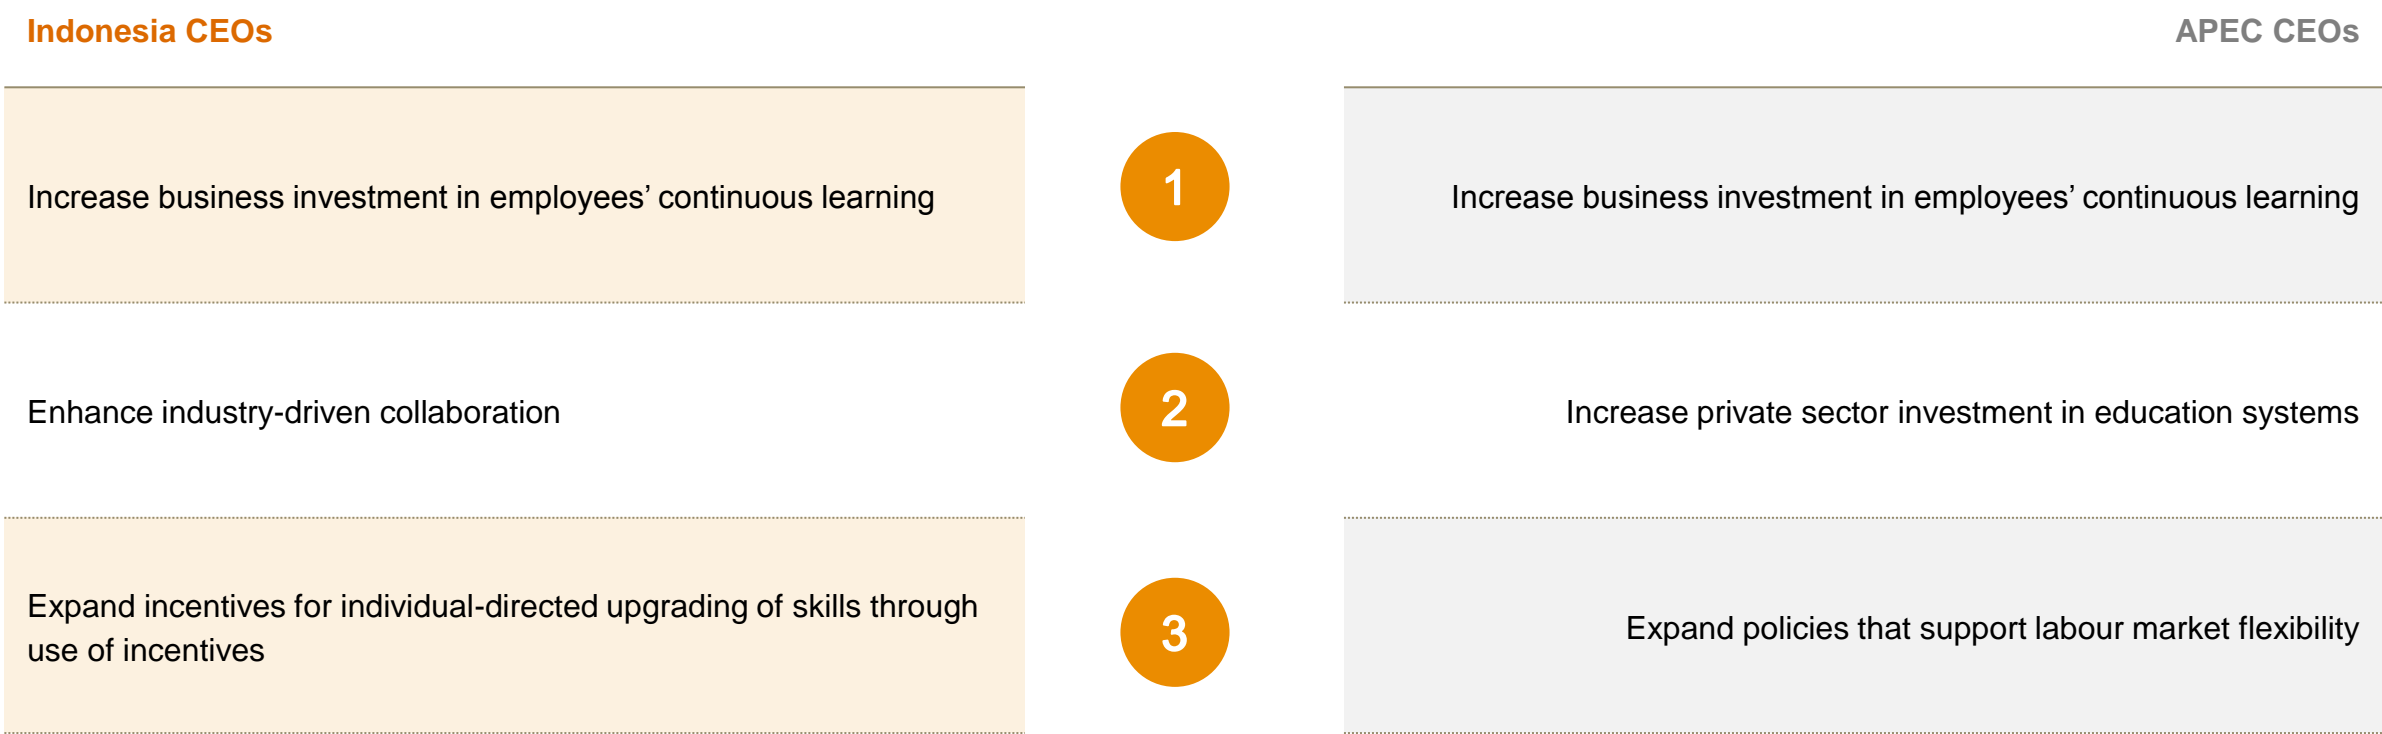 Indonesia CEOs
APEC CEOs
Increase business investment in employees’ continuous learning
1
Increase business investment in employees’ continuous learning
Enhance industry-driven collaboration
2
Increase private sector investment in education systems
Expand incentives for individual-directed upgrading of skills through
use of incentives
3
Expand policies that support labour market flexibility